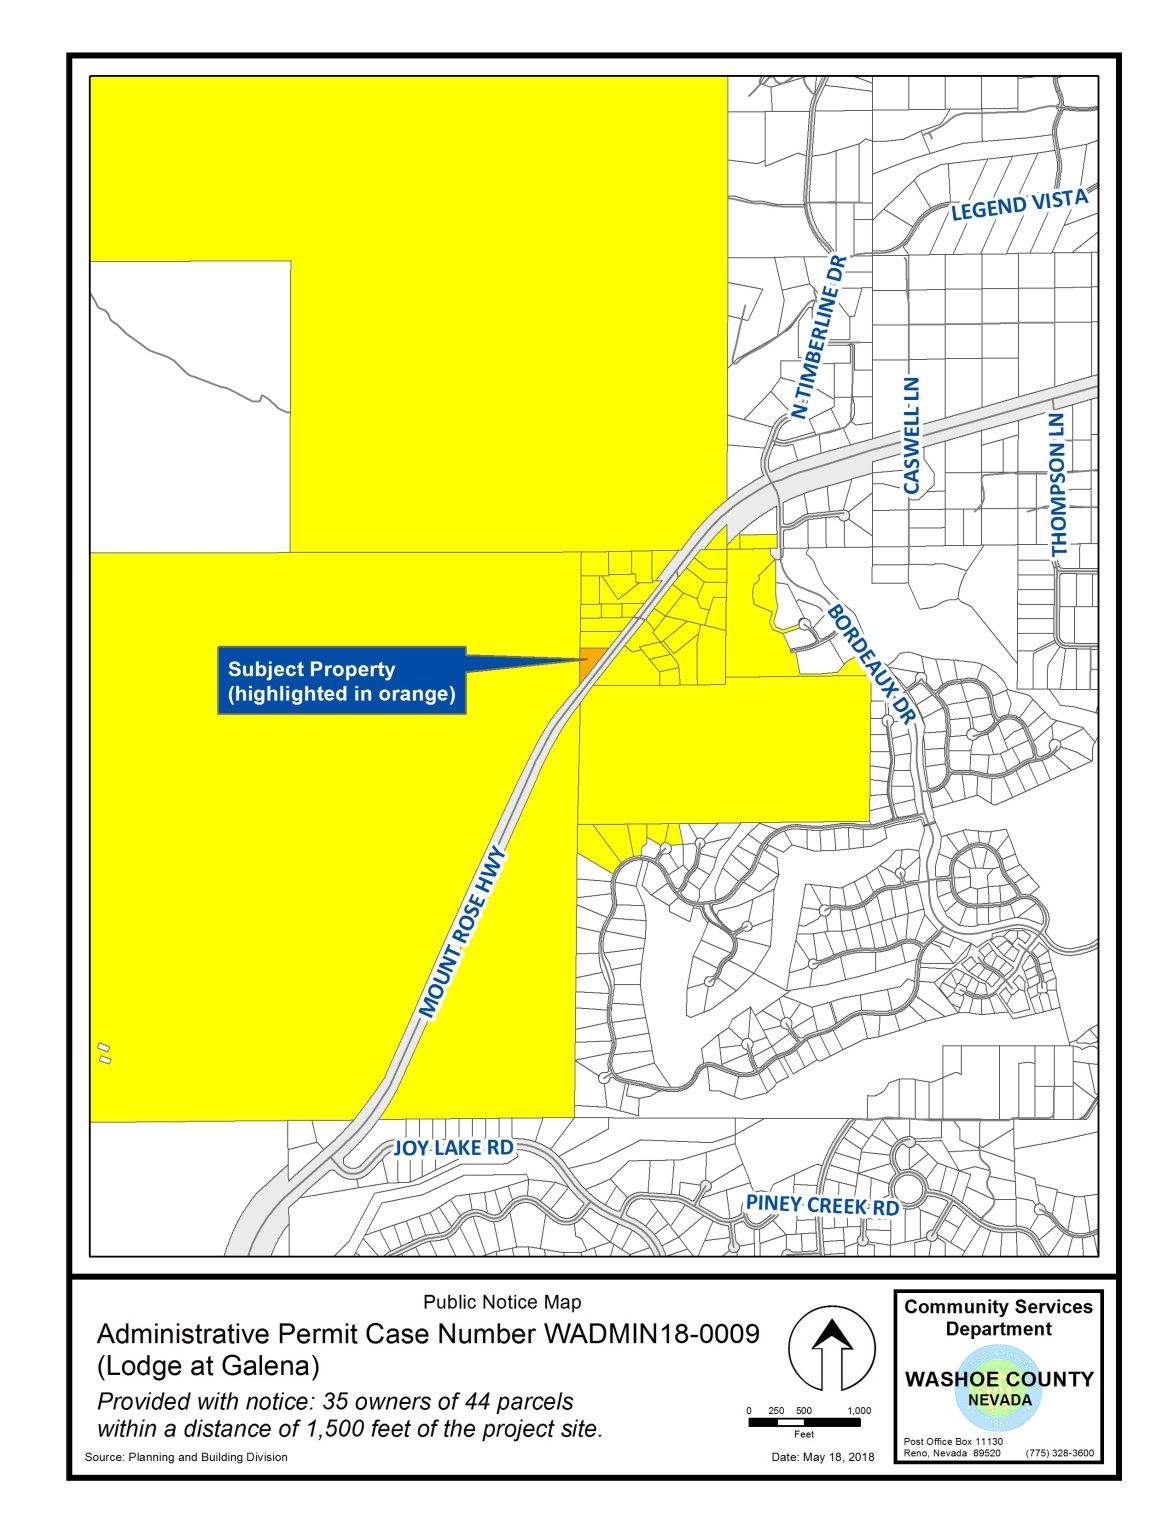 LEGEND VISTA
N TIMBERLINE DR
CASWELL LN
THOMPSON LN
BORDEAUX DR
Subject Property
(highlighted in orange)
MOUNT ROSE HWY
JOY LAKE RD
PINEY CREEK RD
Public Notice Map
Administrative Permit Case Number WADMIN18-0009
(Lodge at Galena)
Provided with notice: 35 owners of 44 parcels
within a distance of 1,500 feet of the project site.
Source: Planning and Building Division
0 250 500 1,000
Feet
Date: May 18, 2018
Community Services
Department
WASHOE COUNTY
NEVADA
1861
Post Office Box 11130
Reno, Nevada 89520 (775) 328-3600